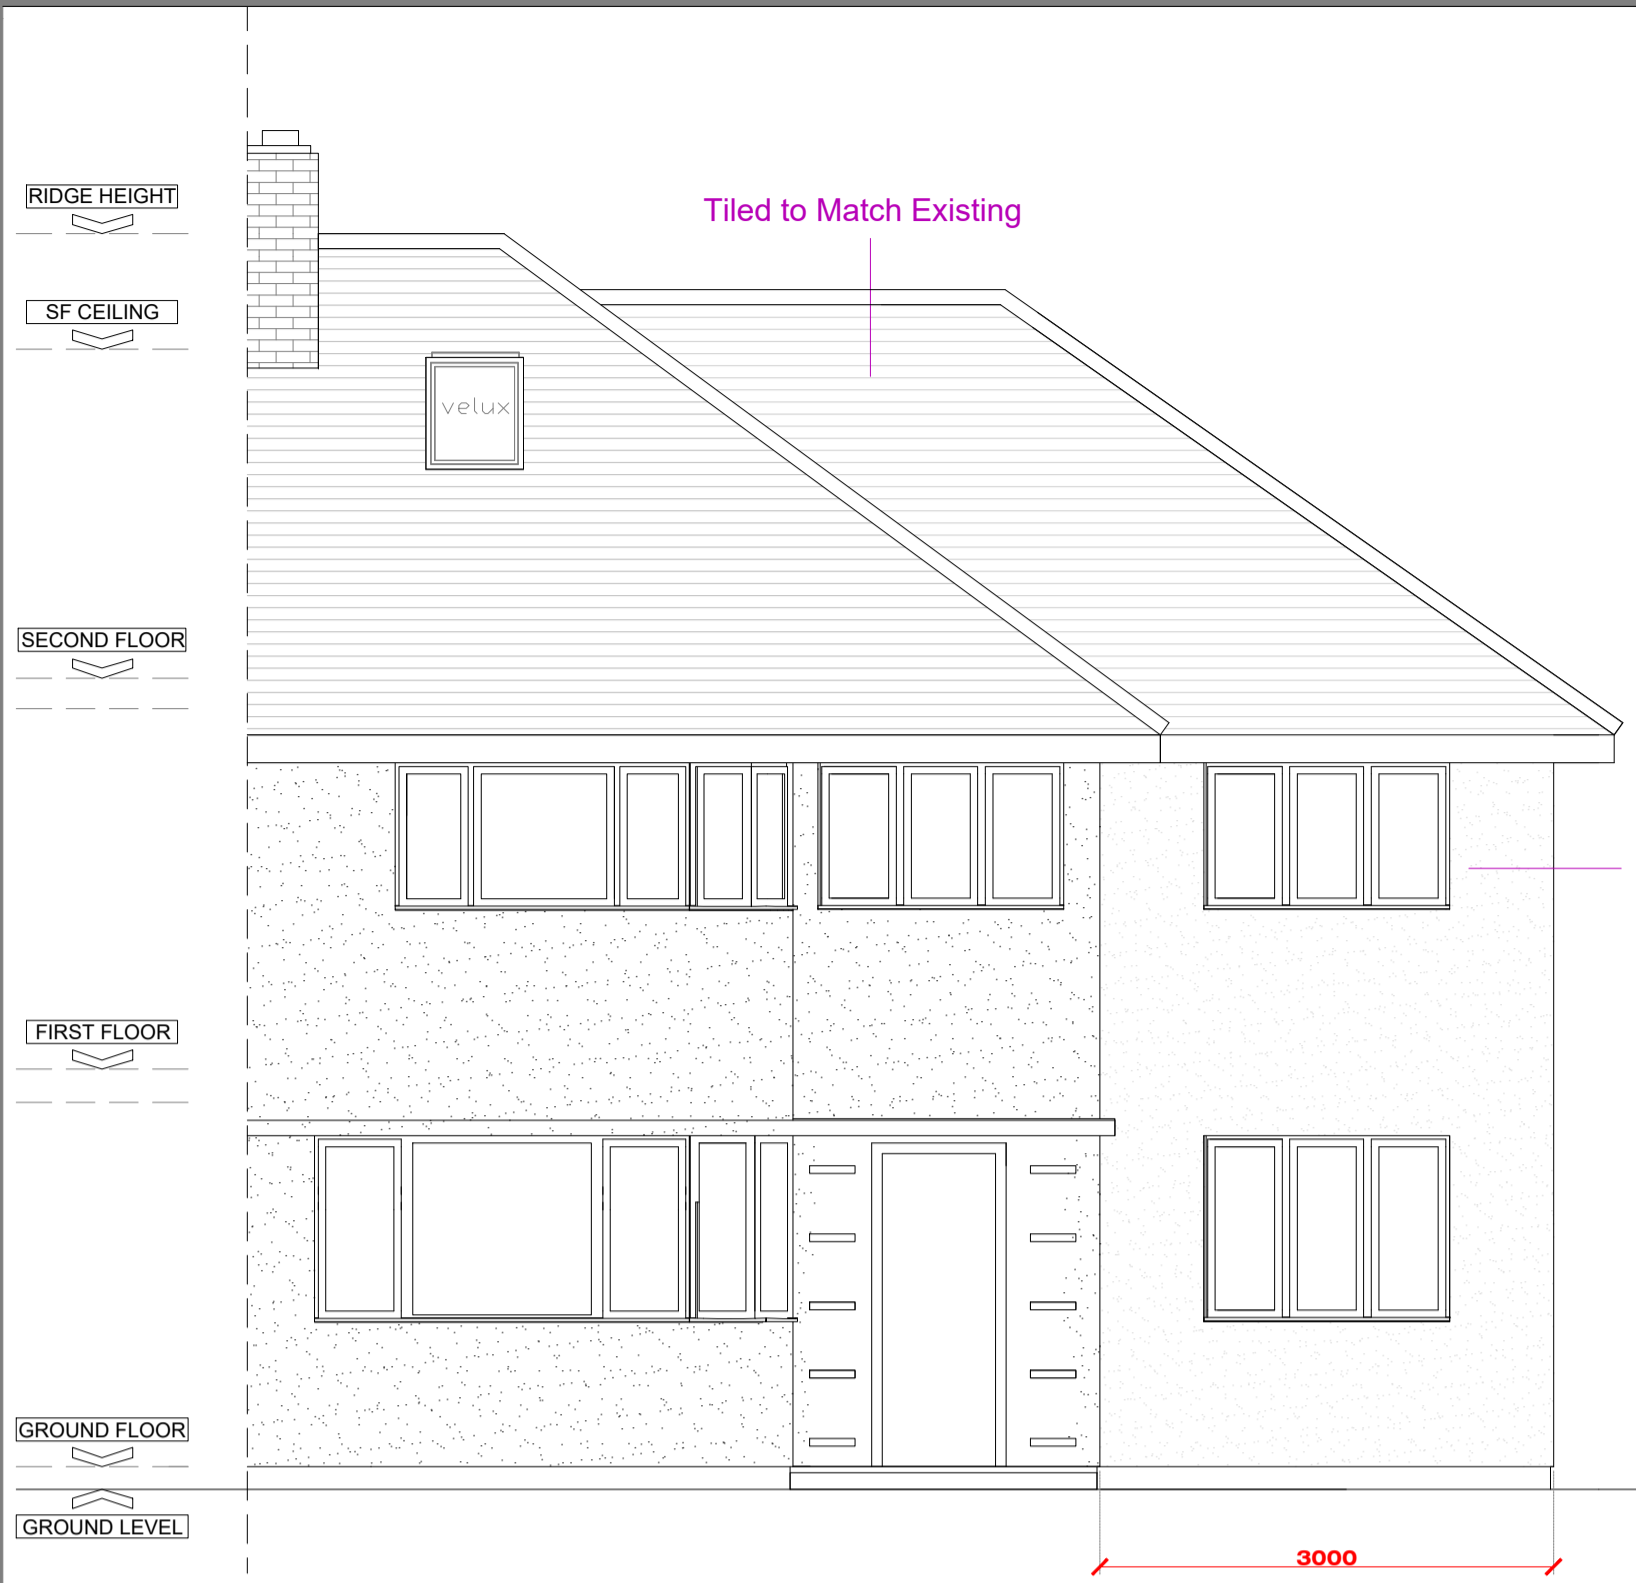 RIDGE HEIGHT
Tiled to Match Existing
SF CEILING
velux
SECOND FLOOR
FIRST FLOOR
GROUND FLOOR
GROUND LEVEL
3000